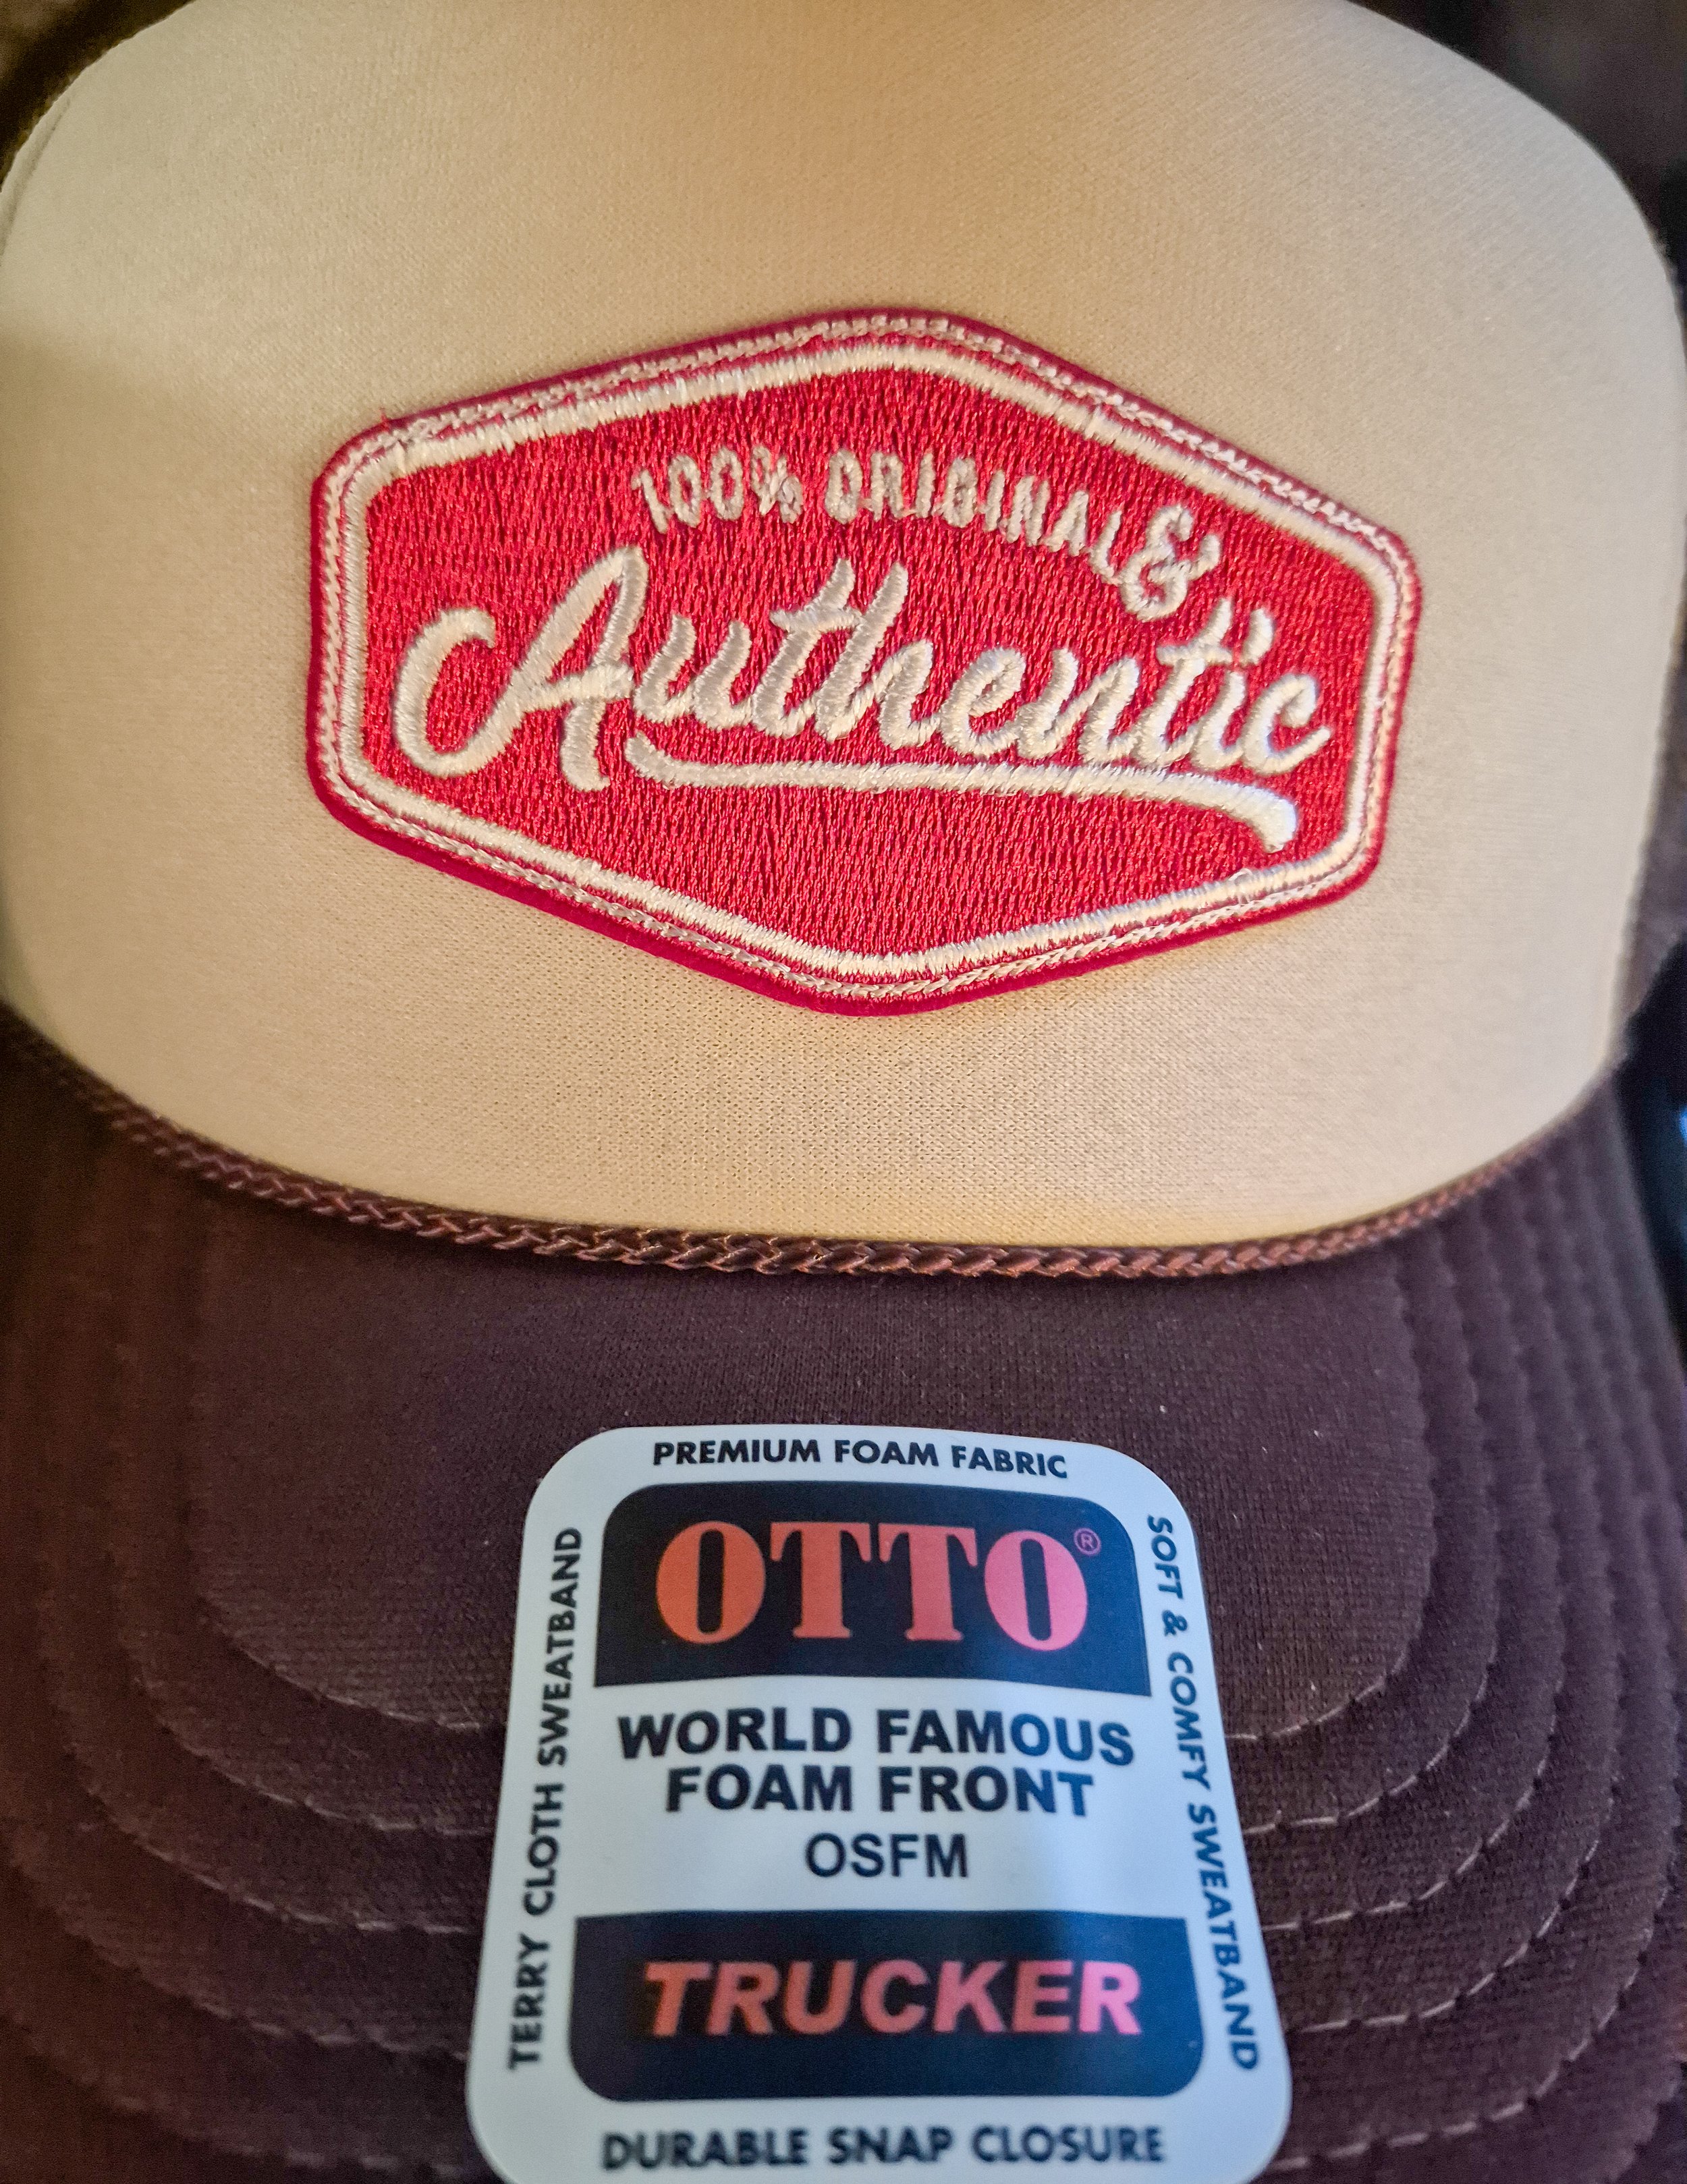 100% ORIGINAL &
Authentic
PREMIUM FOAM FABRIC
OTTO®
WORLD FAMOUS
FOAM FRONT
OSFM
TRUCKER
DURABLE SNAP CLOSURE
TERRY CLOTH SWEATBAND
SOFT & COMFY SWEATBAND